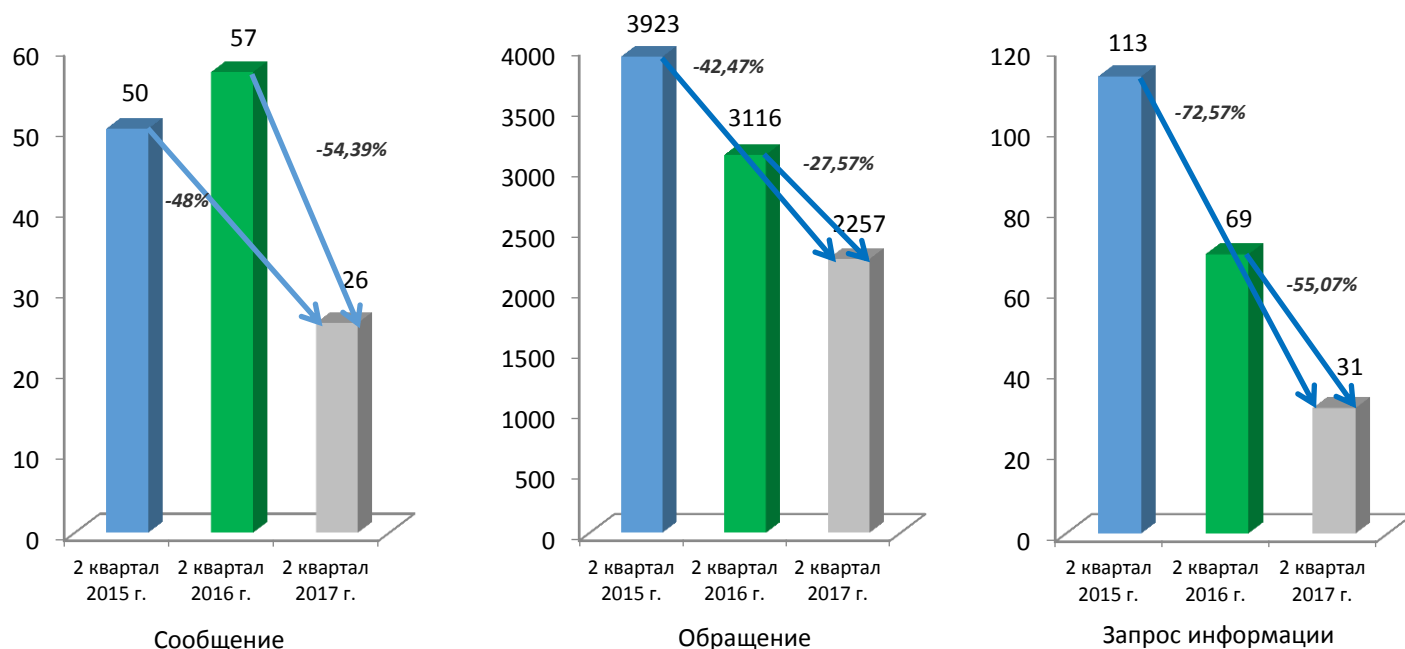 57
50
60
50
40
30
20
10
0
-54,39%
-48%
26
2 квартал
2015 г.
2 квартал
2016 г.
2 квартал
2017 г.
Сообщение
3923
4000
3500
3000
2500
2000
1500
1000
500
0
-42,47%
3116
-27,57%
2257
2 квартал
2015 г.
2 квартал
2016 г.
2 квартал
2017 г.
Обращение
113
120
100
80
60
40
20
0
-72,57%
69
-55,07%
31
2 квартал
2015 г.
2 квартал
2016 г.
2 квартал
2017 г.
Запрос информации